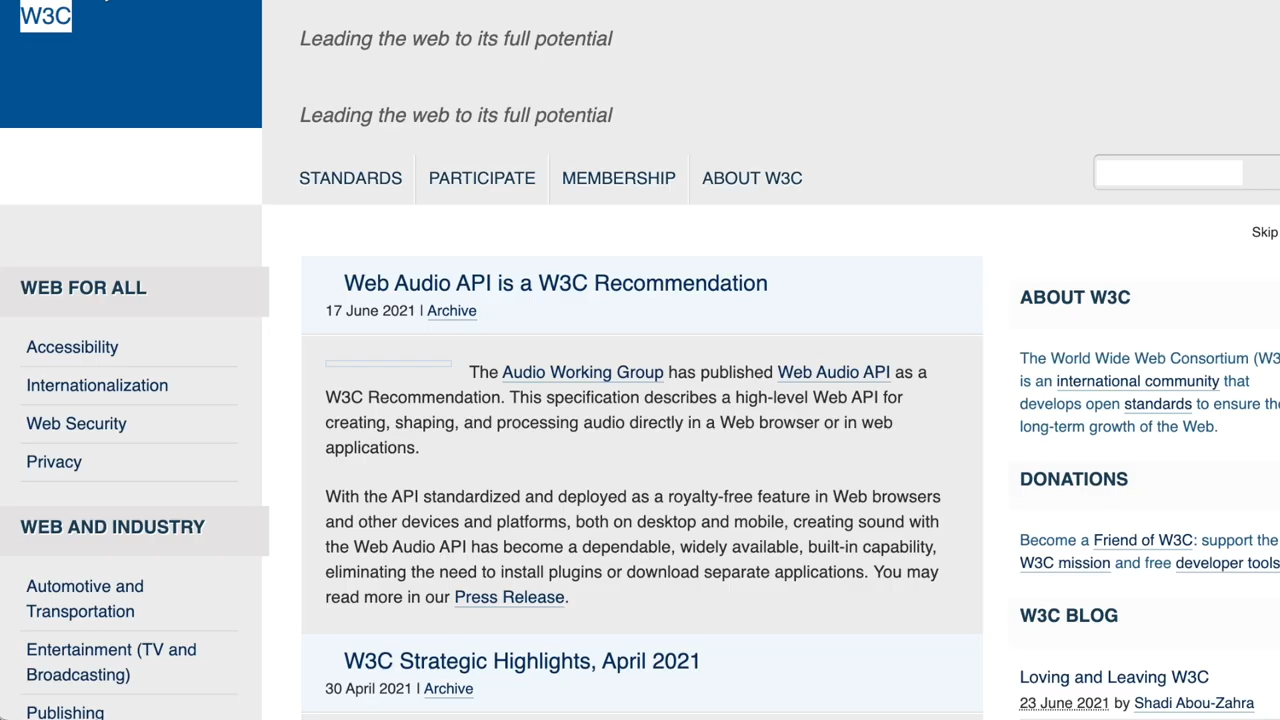 W3C
Leading the web to its full potential
Leading the web to its full potential
STANDARDS PARTICIPATE MEMBERSHIP ABOUT W3C
Skip
WEB FOR ALL
Accessibility
Internationalization
Web Security
Privacy
WEB AND INDUSTRY
Automotive and
Transportation
Entertainment (TV and
Broadcasting)
Publishing
Web Audio API is a W3C Recommendation
17 June 2021 | Archive
The Audio Working Group has published Web Audio API as a
W3C Recommendation. This specification describes a high-level Web API for
creating, shaping, and processing audio directly in a Web browser or in web
applications.
With the API standardized and deployed as a royalty-free feature in Web browsers
and other devices and platforms, both on desktop and mobile, creating sound with
the Web Audio API has become a dependable, widely available, built-in capability,
eliminating the need to install plugins or download separate applications. You may
read more in our Press Release.
W3C Strategic Highlights, April 2021
30 April 2021 | Archive
ABOUT W3C
The World Wide Web Consortium (W3
is an international community that
develops open standards to ensure the
long-term growth of the Web.
DONATIONS
Become a Friend of W3C: support the
W3C mission and free developer tools
W3C BLOG
Loving and Leaving W3C
23 June 2021 by Shadi Abou-Zahra